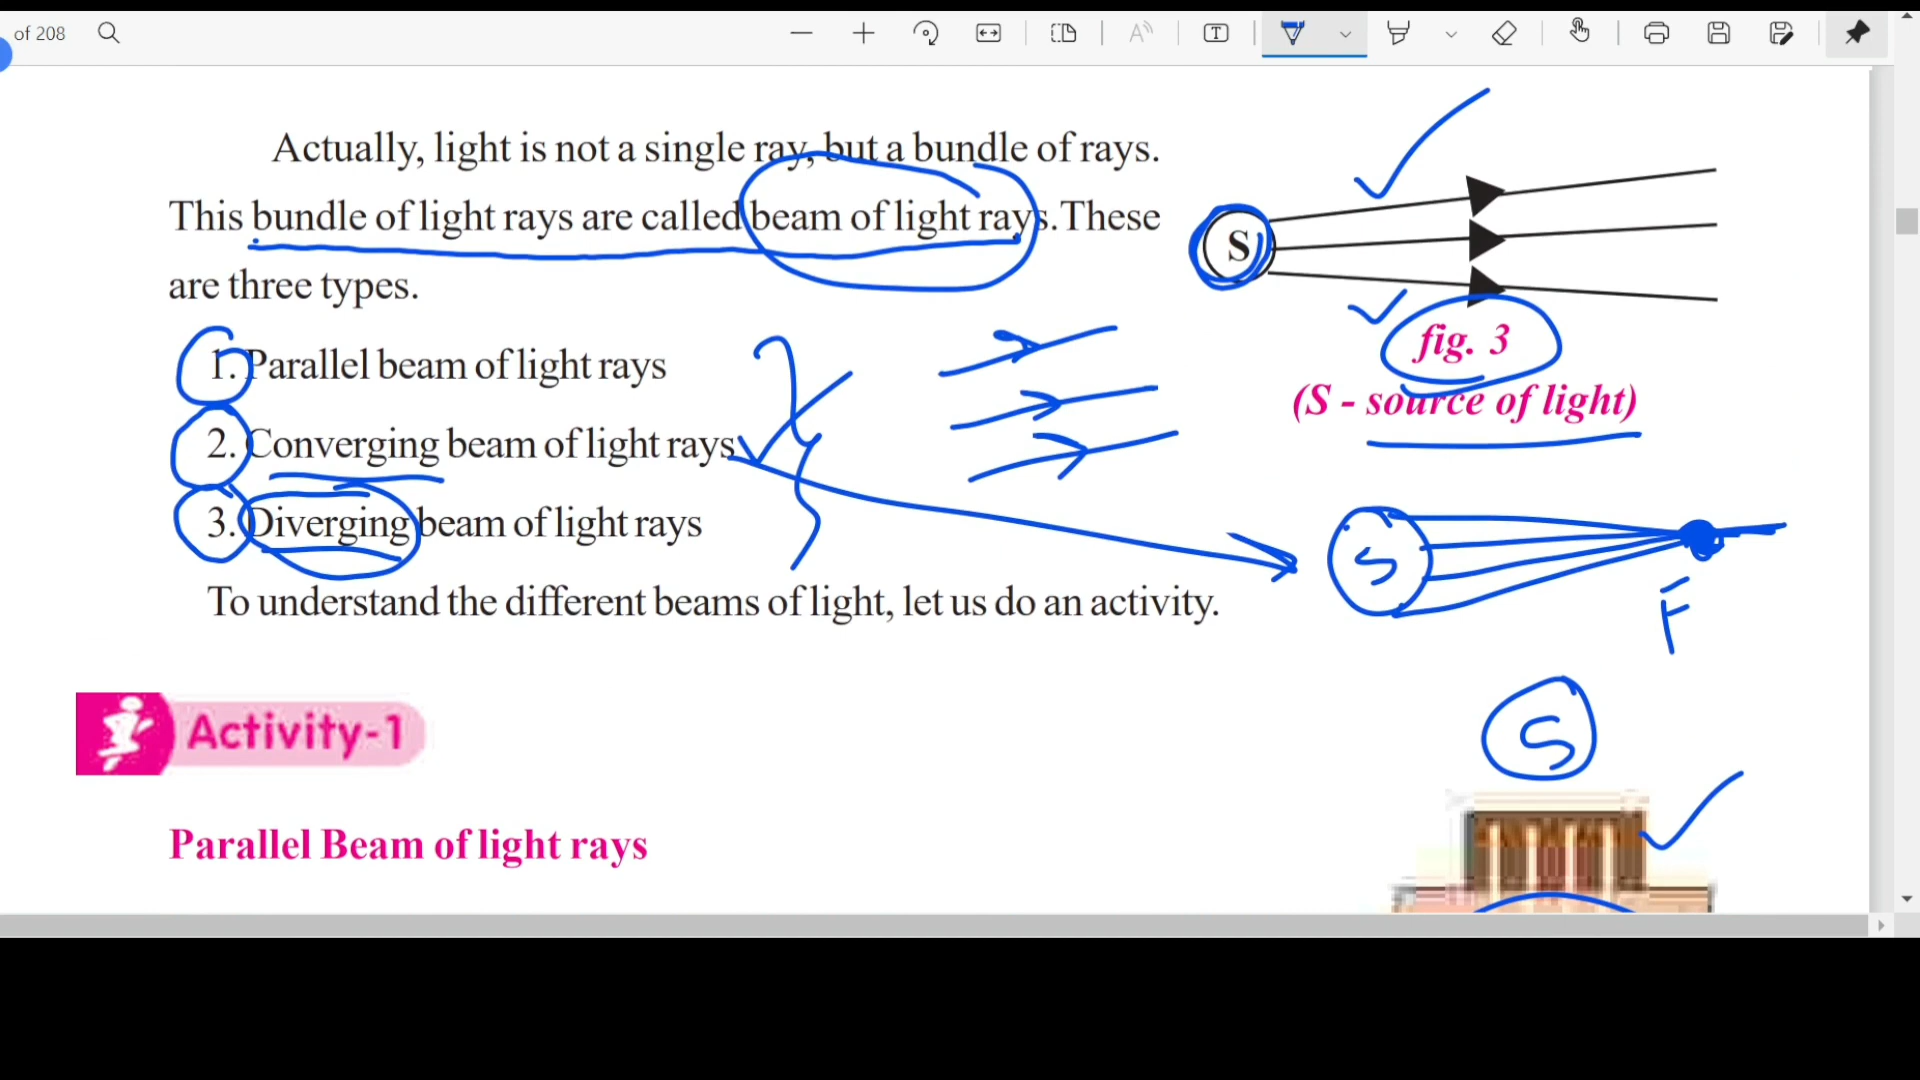 of 208
Actually, light is not a single ray, but a bundle of rays.
This bundle of light rays are called beam of light rays. These
are three types.
1. Parallel beam of light rays
2. Converging beam of light rays
3. Diverging beam of light rays
To understand the different beams of light, let us do an activity.
S
fig. 3
(S - source of light)
S
F
S
Activity-1
Parallel Beam of light rays